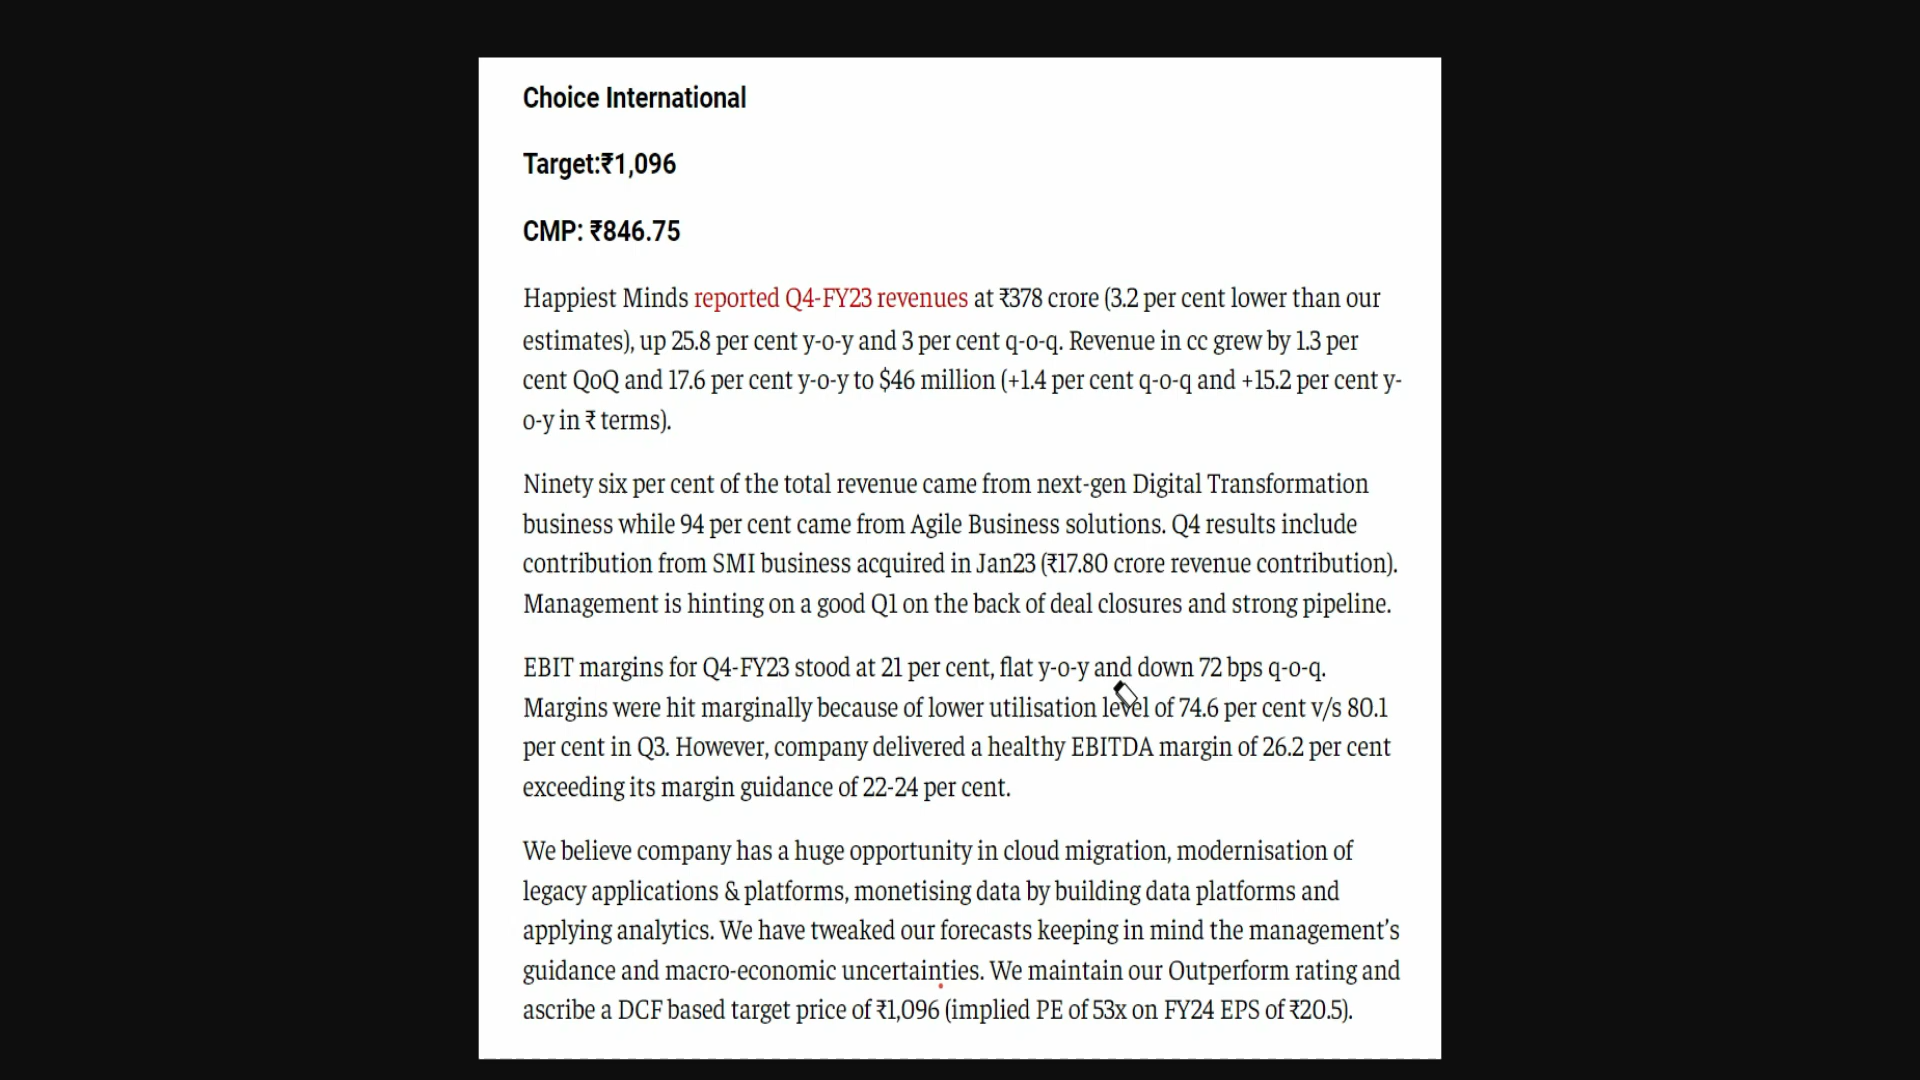 Choice International
Target:₹1,096
CMP: ₹846.75
Happiest Minds reported Q4-FY23 revenues at ₹378 crore (3.2 per cent lower than our
estimates), up 25.8 per cent y-o-y and 3 per cent q-o-q. Revenue in cc grew by 1.3 per
cent QoQ and 17.6 per cent y-o-y to $46 million (+1.4 per cent q-o-q and +15.2 per cent y-
o-y in ₹ terms).
Ninety six per cent of the total revenue came from next-gen Digital Transformation
business while 94 per cent came from Agile Business solutions. Q4 results include
contribution from SMI business acquired in Jan23 (₹17.80 crore revenue contribution).
Management is hinting on a good Q1 on the back of deal closures and strong pipeline.
EBIT margins for Q4-FY23 stood at 21 per cent, flat y-o-y and down 72 bps q-o-q.
Margins were hit marginally because of lower utilisation level of 74.6 per cent v/s 80.1
per cent in Q3. However, company delivered a healthy EBITDA margin of 26.2 per cent
exceeding its margin guidance of 22-24 per cent.
We believe company has a huge opportunity in cloud migration, modernisation of
legacy applications & platforms, monetising data by building data platforms and
applying analytics. We have tweaked our forecasts keeping in mind the management’s
guidance and macro-economic uncertainties. We maintain our Outperform rating and
ascribe a DCF based target price of ₹1,096 (implied PE of 53x on FY24 EPS of ₹20.5).